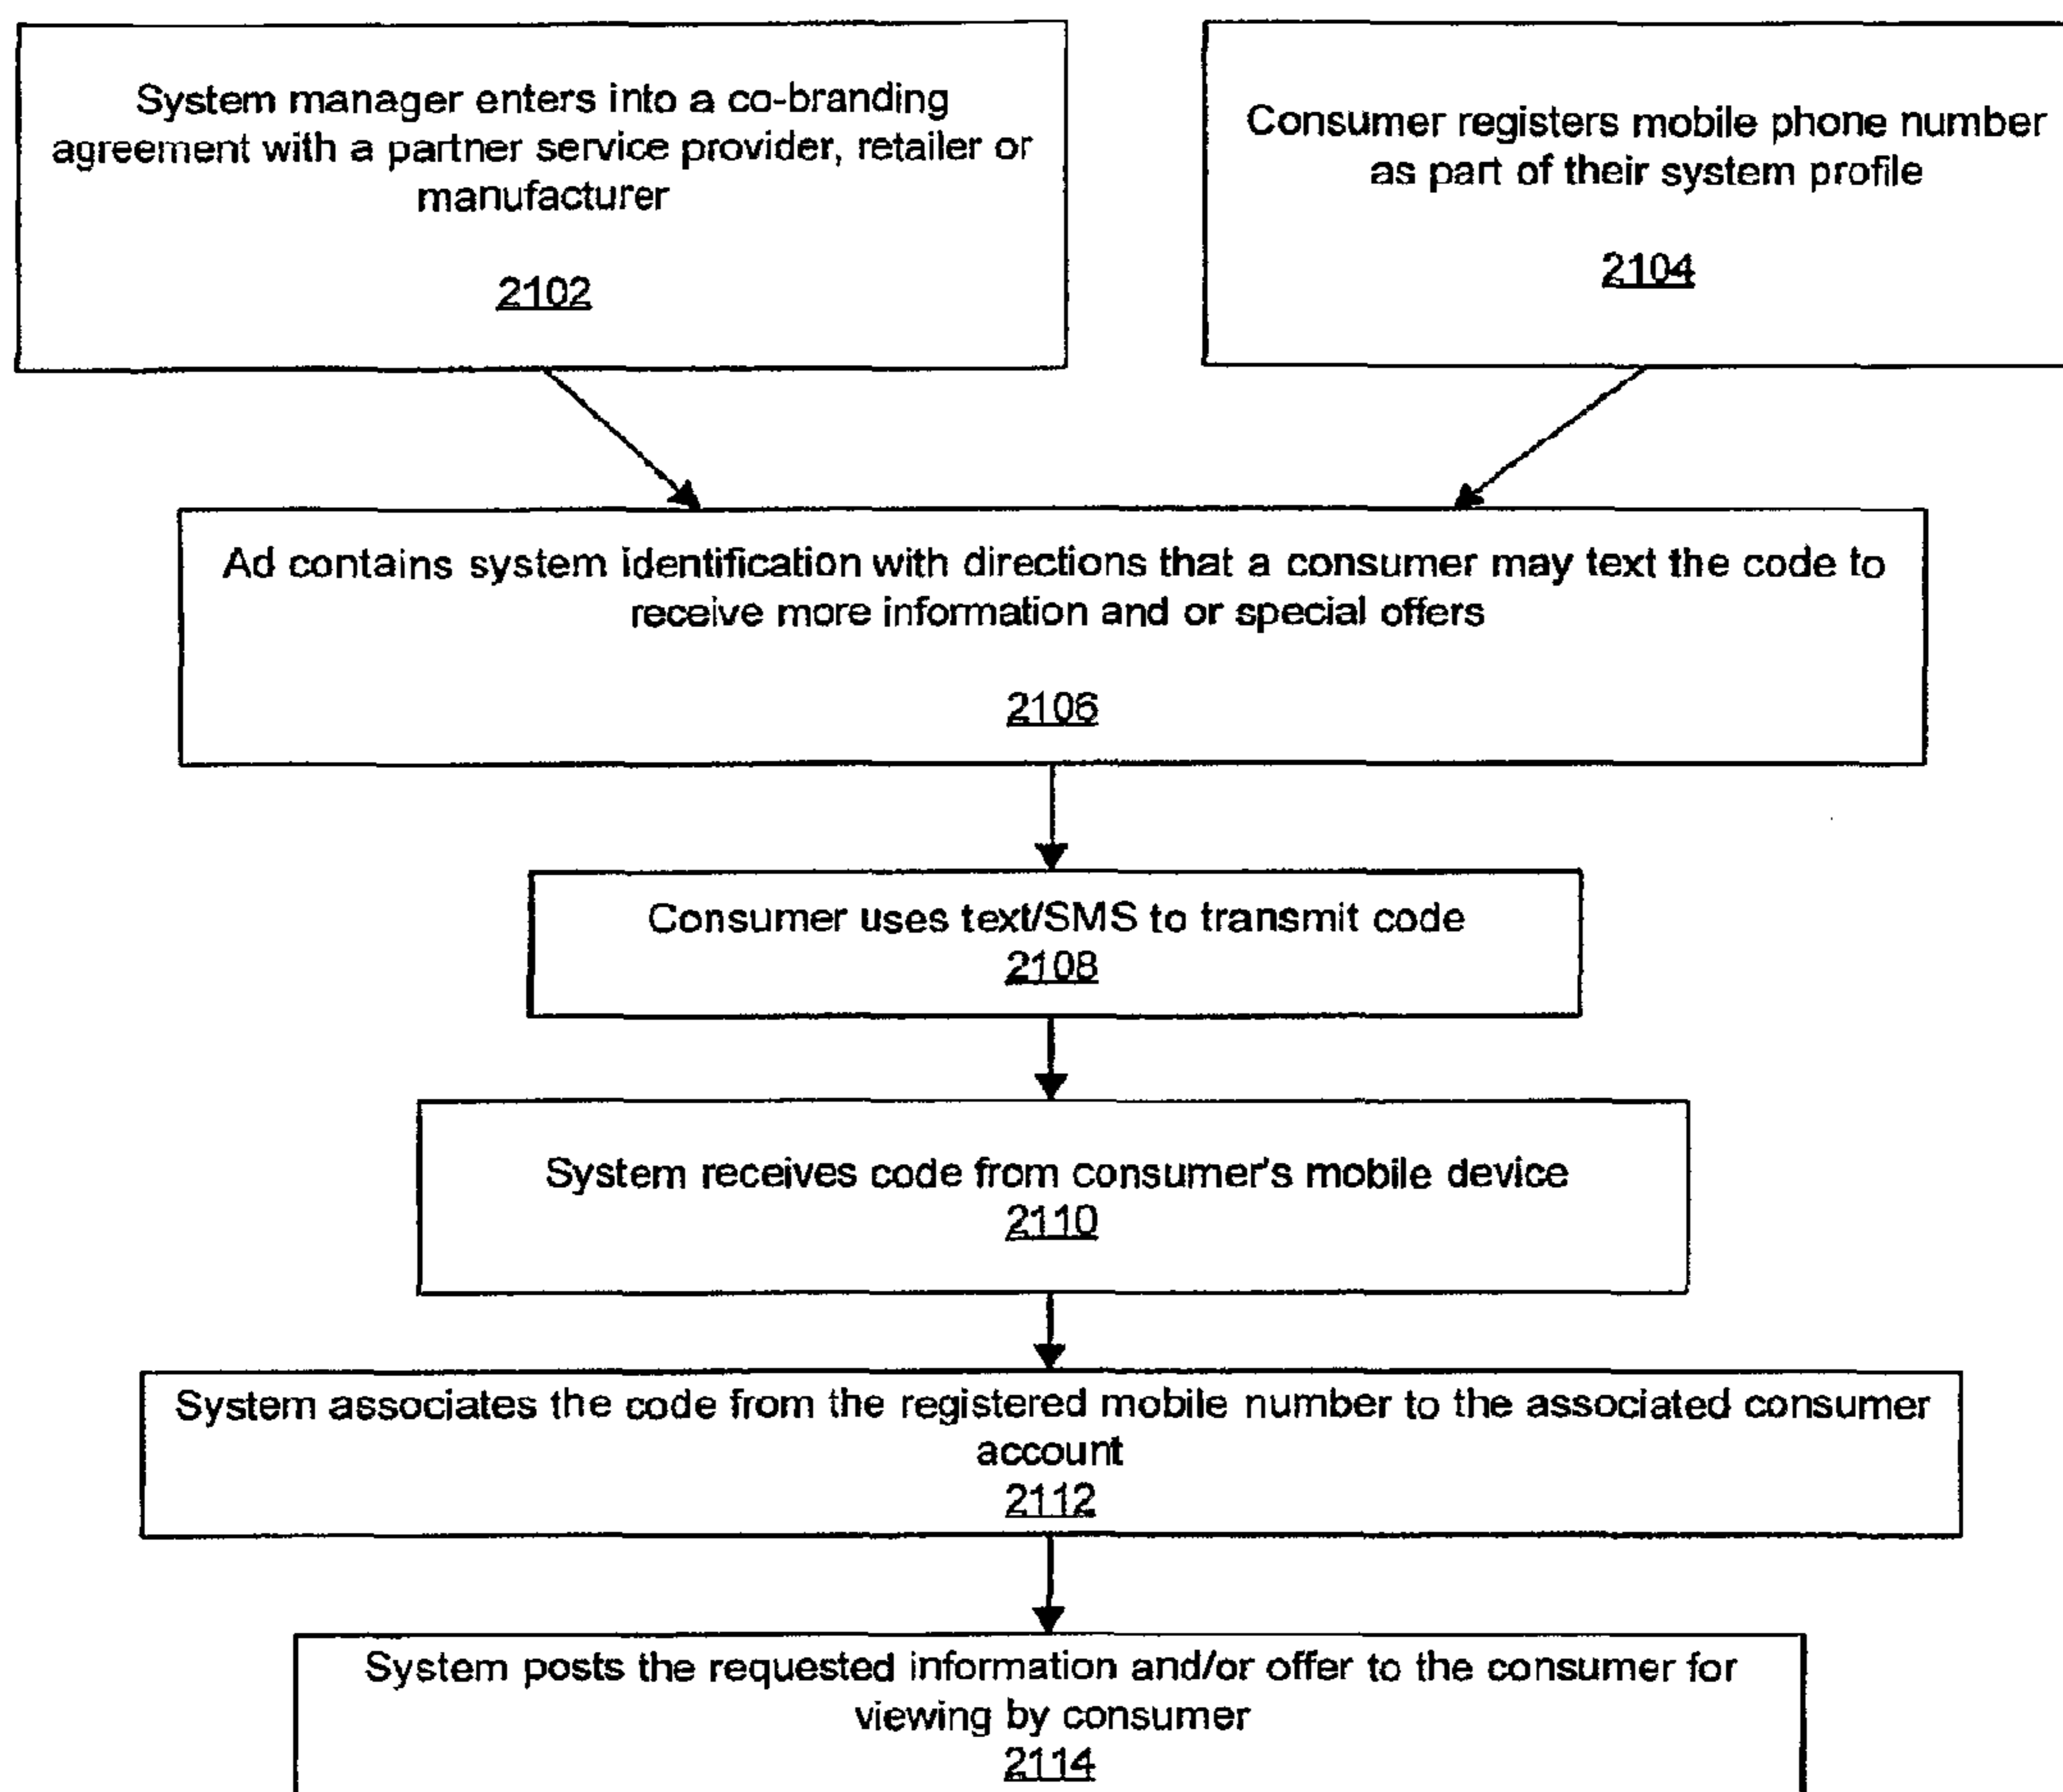 System manager enters into a co-branding
agreement with a partner service provider, retailer or
manufacturer
2102
Consumer registers mobile phone number
as part of their system profile
2104
Ad contains system identification with directions that a consumer may text the code to
receive more information and or special offers
2106
Consumer uses text/SMS to transmit code
2108
System receives code from consumer's mobile device
2110
System associates the code from the registered mobile number to the associated consumer
account
2112
System posts the requested information and/or offer to the consumer for
viewing by consumer
2114